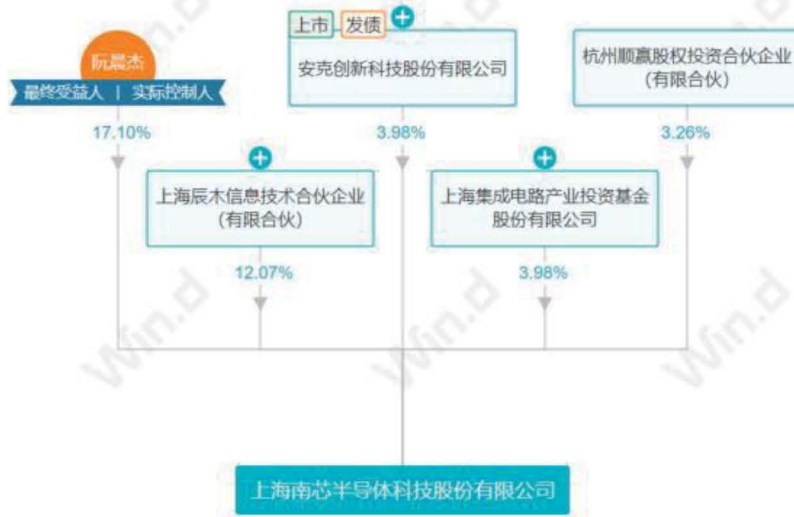 上市 发债
阮晨杰
最终受益人 | 实际控制人
安克创新科技股份有限公司
杭州顺赢股权投资合伙企业
(有限合伙)
17.10%
3.98%
3.26%
上海辰木信息技术合伙企业
(有限合伙)
上海集成电路产业投资基金
股份有限公司
12.07%
3.98%
Win.d
Win.d
Win.d
上海南芯半导体科技股份有限公司